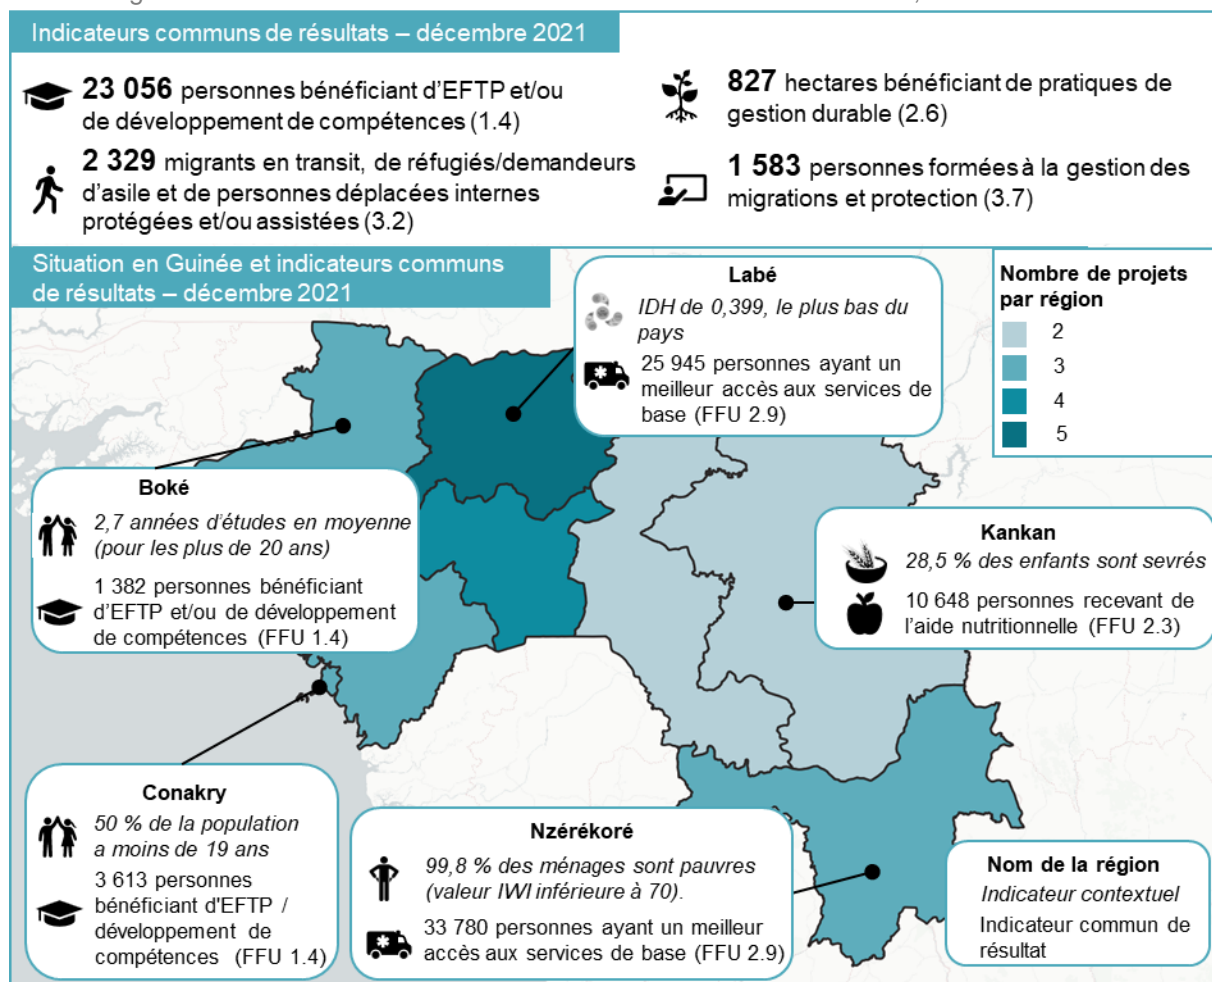 Indicateurs communs de résultats – décembre 2021
23 056 personnes bénéficiant d'EFTP et/ou
de développement de compétences (1.4)
2 329 migrants en transit, de réfugiés/demandeurs
d'asile et de personnes déplacées internes
protégées et/ou assistées (3.2)
827 hectares bénéficiant de pratiques de
gestion durable (2.6)
1 583 personnes formées à la gestion des
migrations et protection (3.7)
Situation en Guinée et indicateurs communs
de résultats – décembre 2021
Labé
IDH de 0,399, le plus bas du
pays
25 945 personnes ayant un
meilleur accès aux services de
base (FFU 2.9)
Nombre de projets
par région
2
3
4
5
Boké
2,7 années d'études en moyenne
(pour les plus de 20 ans)
1 382 personnes bénéficiant
d'EFTP et/ou de développement
de compétences (FFU 1.4)
Kankan
28,5 % des enfants sont sevrés
10 648 personnes recevant de
l'aide nutritionnelle (FFU 2.3)
Conakry
50 % de la population
a moins de 19 ans
3 613 personnes
bénéficiant d'EFTP /
développement de
compétences (FFU 1.4)
Nzérékoré
99,8 % des ménages sont pauvres
(valeur IWI inférieure à 70).
33 780 personnes ayant un meilleur
accès aux services de base (FFU 2.9)
Nom de la région
Indicateur contextuel
Indicateur commun de
résultat